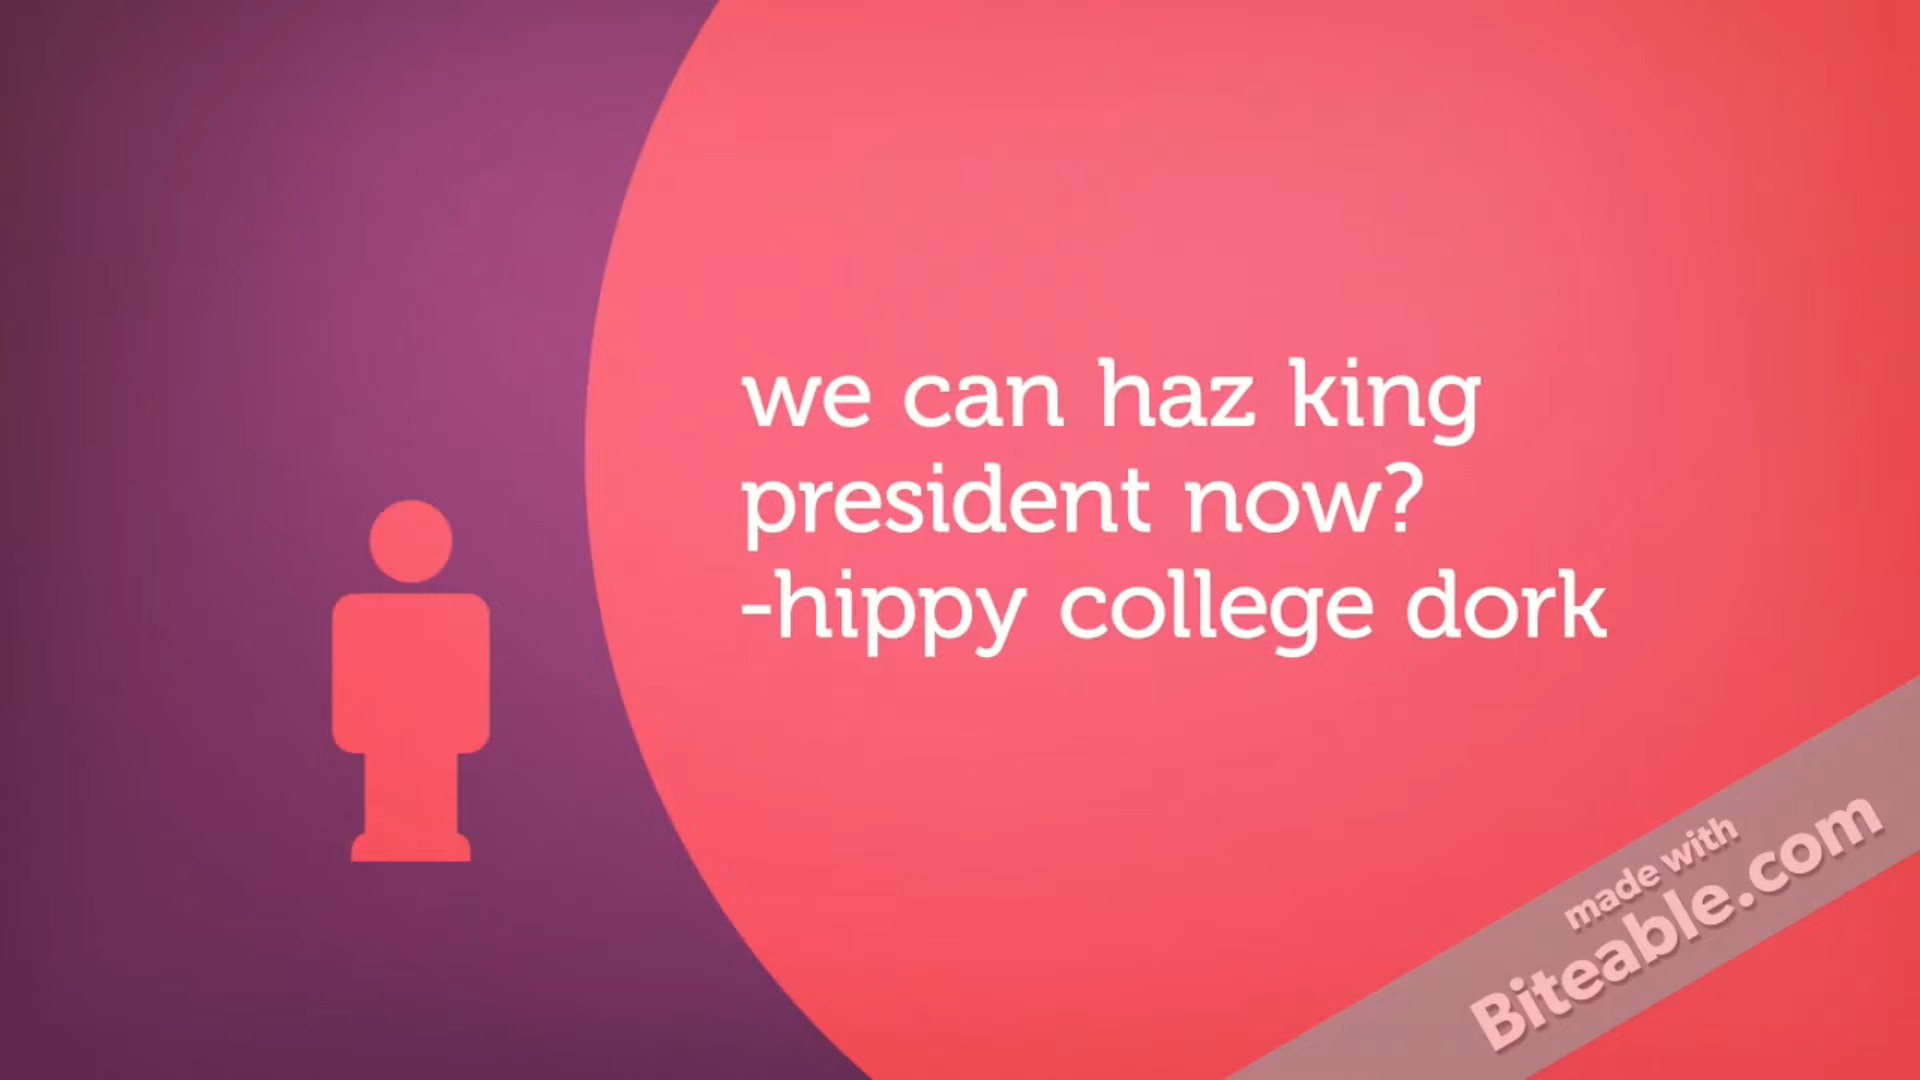 we can haz king
president now?
-hippy college dork
made with
Biteable.com